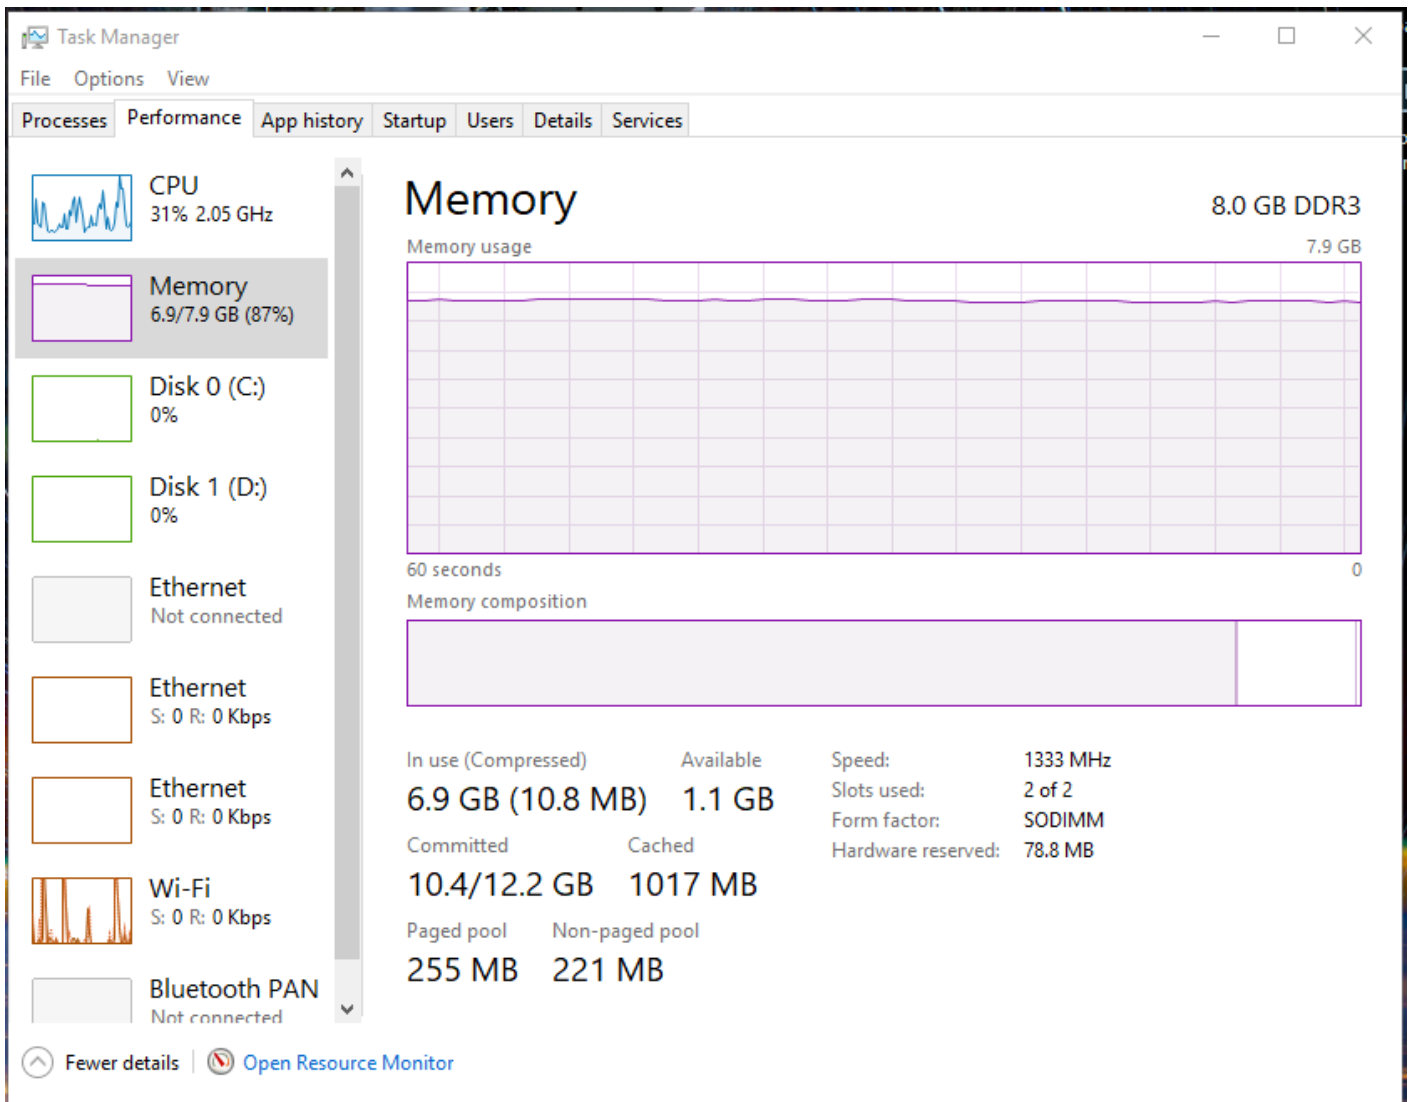 Task Manager
File Options View
Processes Performance App history Startup Users Details Services
CPU
31% 2.05 GHz
Memory
6.9/7.9 GB (87%)
Disk 0 (C:)
0%
Disk 1 (D:)
0%
Ethernet
Not connected
Ethernet
S: 0 R: 0 Kbps
Ethernet
S: 0 R: 0 Kbps
Wi-Fi
S: 0 R: 0 Kbps
Bluetooth PAN
Not connected
Memory 8.0 GB DDR3
Memory usage 7.9 GB
60 seconds 0
Memory composition
In use (Compressed) Available
6.9 GB (10.8 MB) 1.1 GB
Committed Cached
10.4/12.2 GB 1017 MB
Paged pool Non-paged pool
255 MB 221 MB
Speed: 1333 MHz
Slots used: 2 of 2
Form factor: SODIMM
Hardware reserved: 78.8 MB
Fewer details Open Resource Monitor